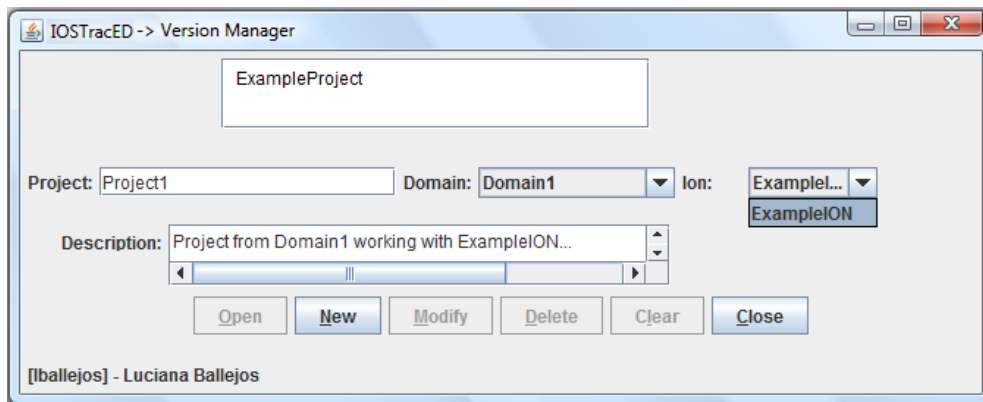 IOSTracED -> Version Manager
ExampleProject
Project: Project1 Domain: Domain1 Ion: ExampleI...
ExampleION
Description: Project from Domain1 working with ExampleION...
Open New Modify Delete Clear Close
[lballejos] - Luciana Ballejos